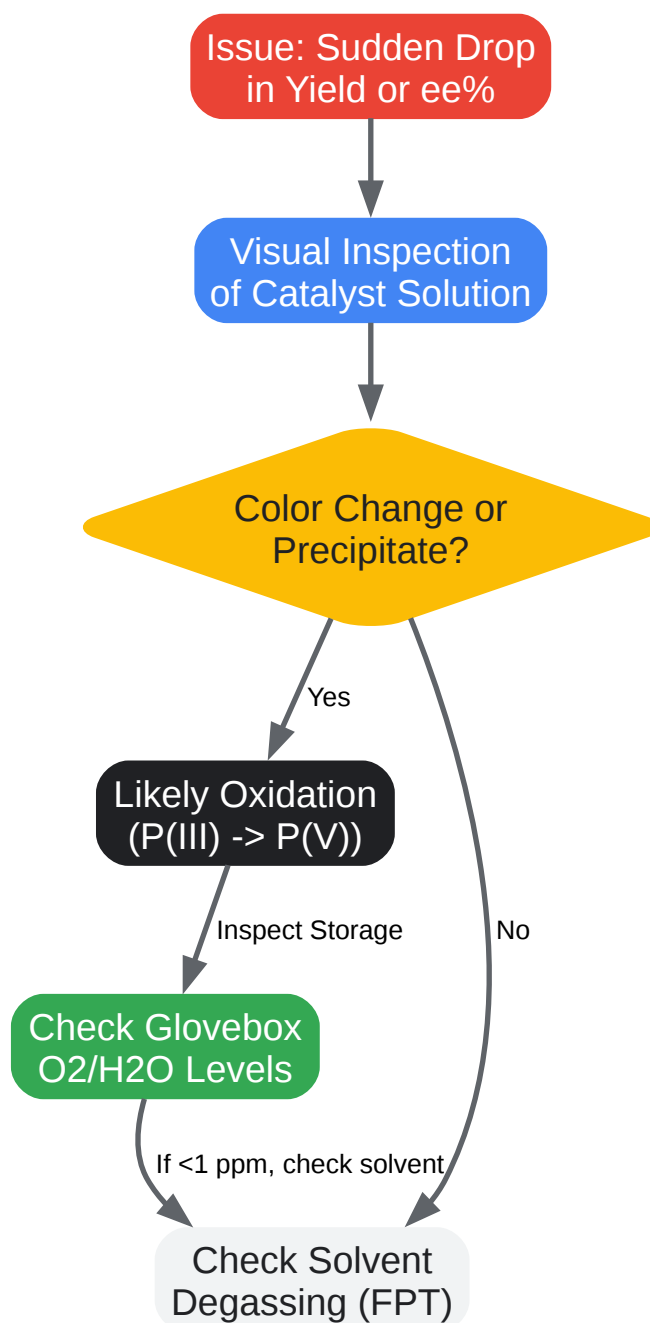 Issue: Sudden Drop
in Yield or ee%
Visual Inspection
of Catalyst Solution
Color Change or
Precipitate?
Yes
Likely Oxidation
(P(III) -> P(V))
Inspect Storage
No
Check Glovebox
O2/H2O Levels
If <1 ppm, check solvent
Check Solvent
Degassing (FPT)